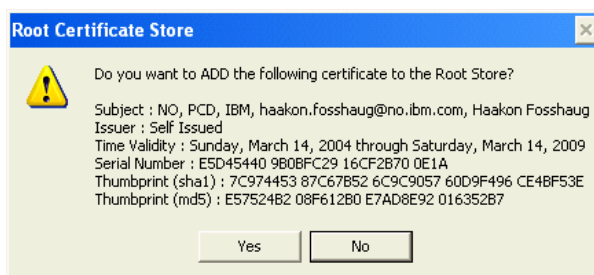 Root Certificate Store
Do you want to ADD the following certificate to the Root Store?
Subject : NO, PCD, IBM, haakon.fosshaug@no.ibm.com, Haakon Fosshaug
Issuer : Self Issued
Time Validity : Sunday, March 14, 2004 through Saturday, March 14, 2009
Serial Number : E5D45440 9B0BFC29 16CF2B70 0E1A
Thumbprint (sha1) : 7C974453 87C67B52 6C9C9057 60D9F496 CE4BF53E
Thumbprint (md5) : E57524B2 08F612B0 E7AD8E92 016352B7
Yes No